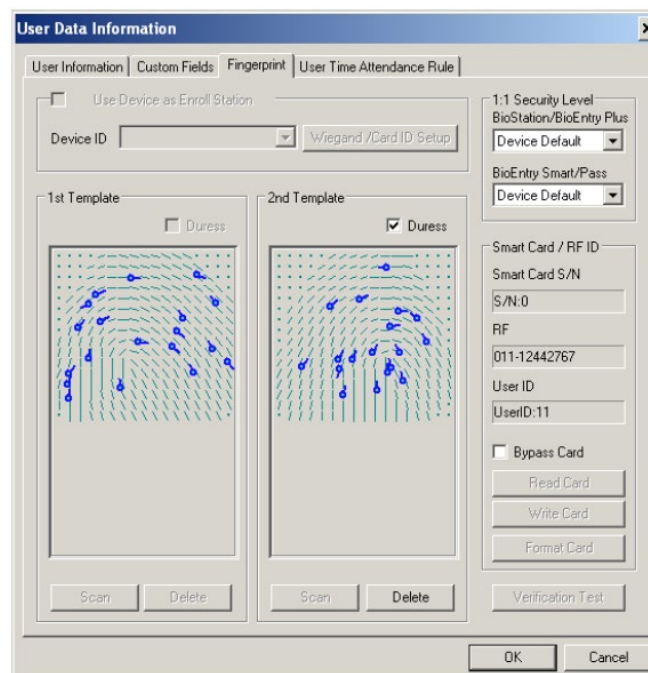 User Data Information
User Information
Custom Fields
Fingerprint
User Time Attendance Rule
Use Device as Enroll Station
Device ID
Wiegand /Card ID Setup
1:1 Security Level
BioStation/BioEntry Plus
Device Default
BioEntry Smart/Pass
Device Default
1st Template
Duress
Scan
Delete
2nd Template
Duress
Scan
Delete
Smart Card / RF ID
Smart Card S/N
S/N:0
RF
011-12442767
User ID
UserID:11
Bypass Card
Read Card
Write Card
Format Card
Verification Test
OK
Cancel